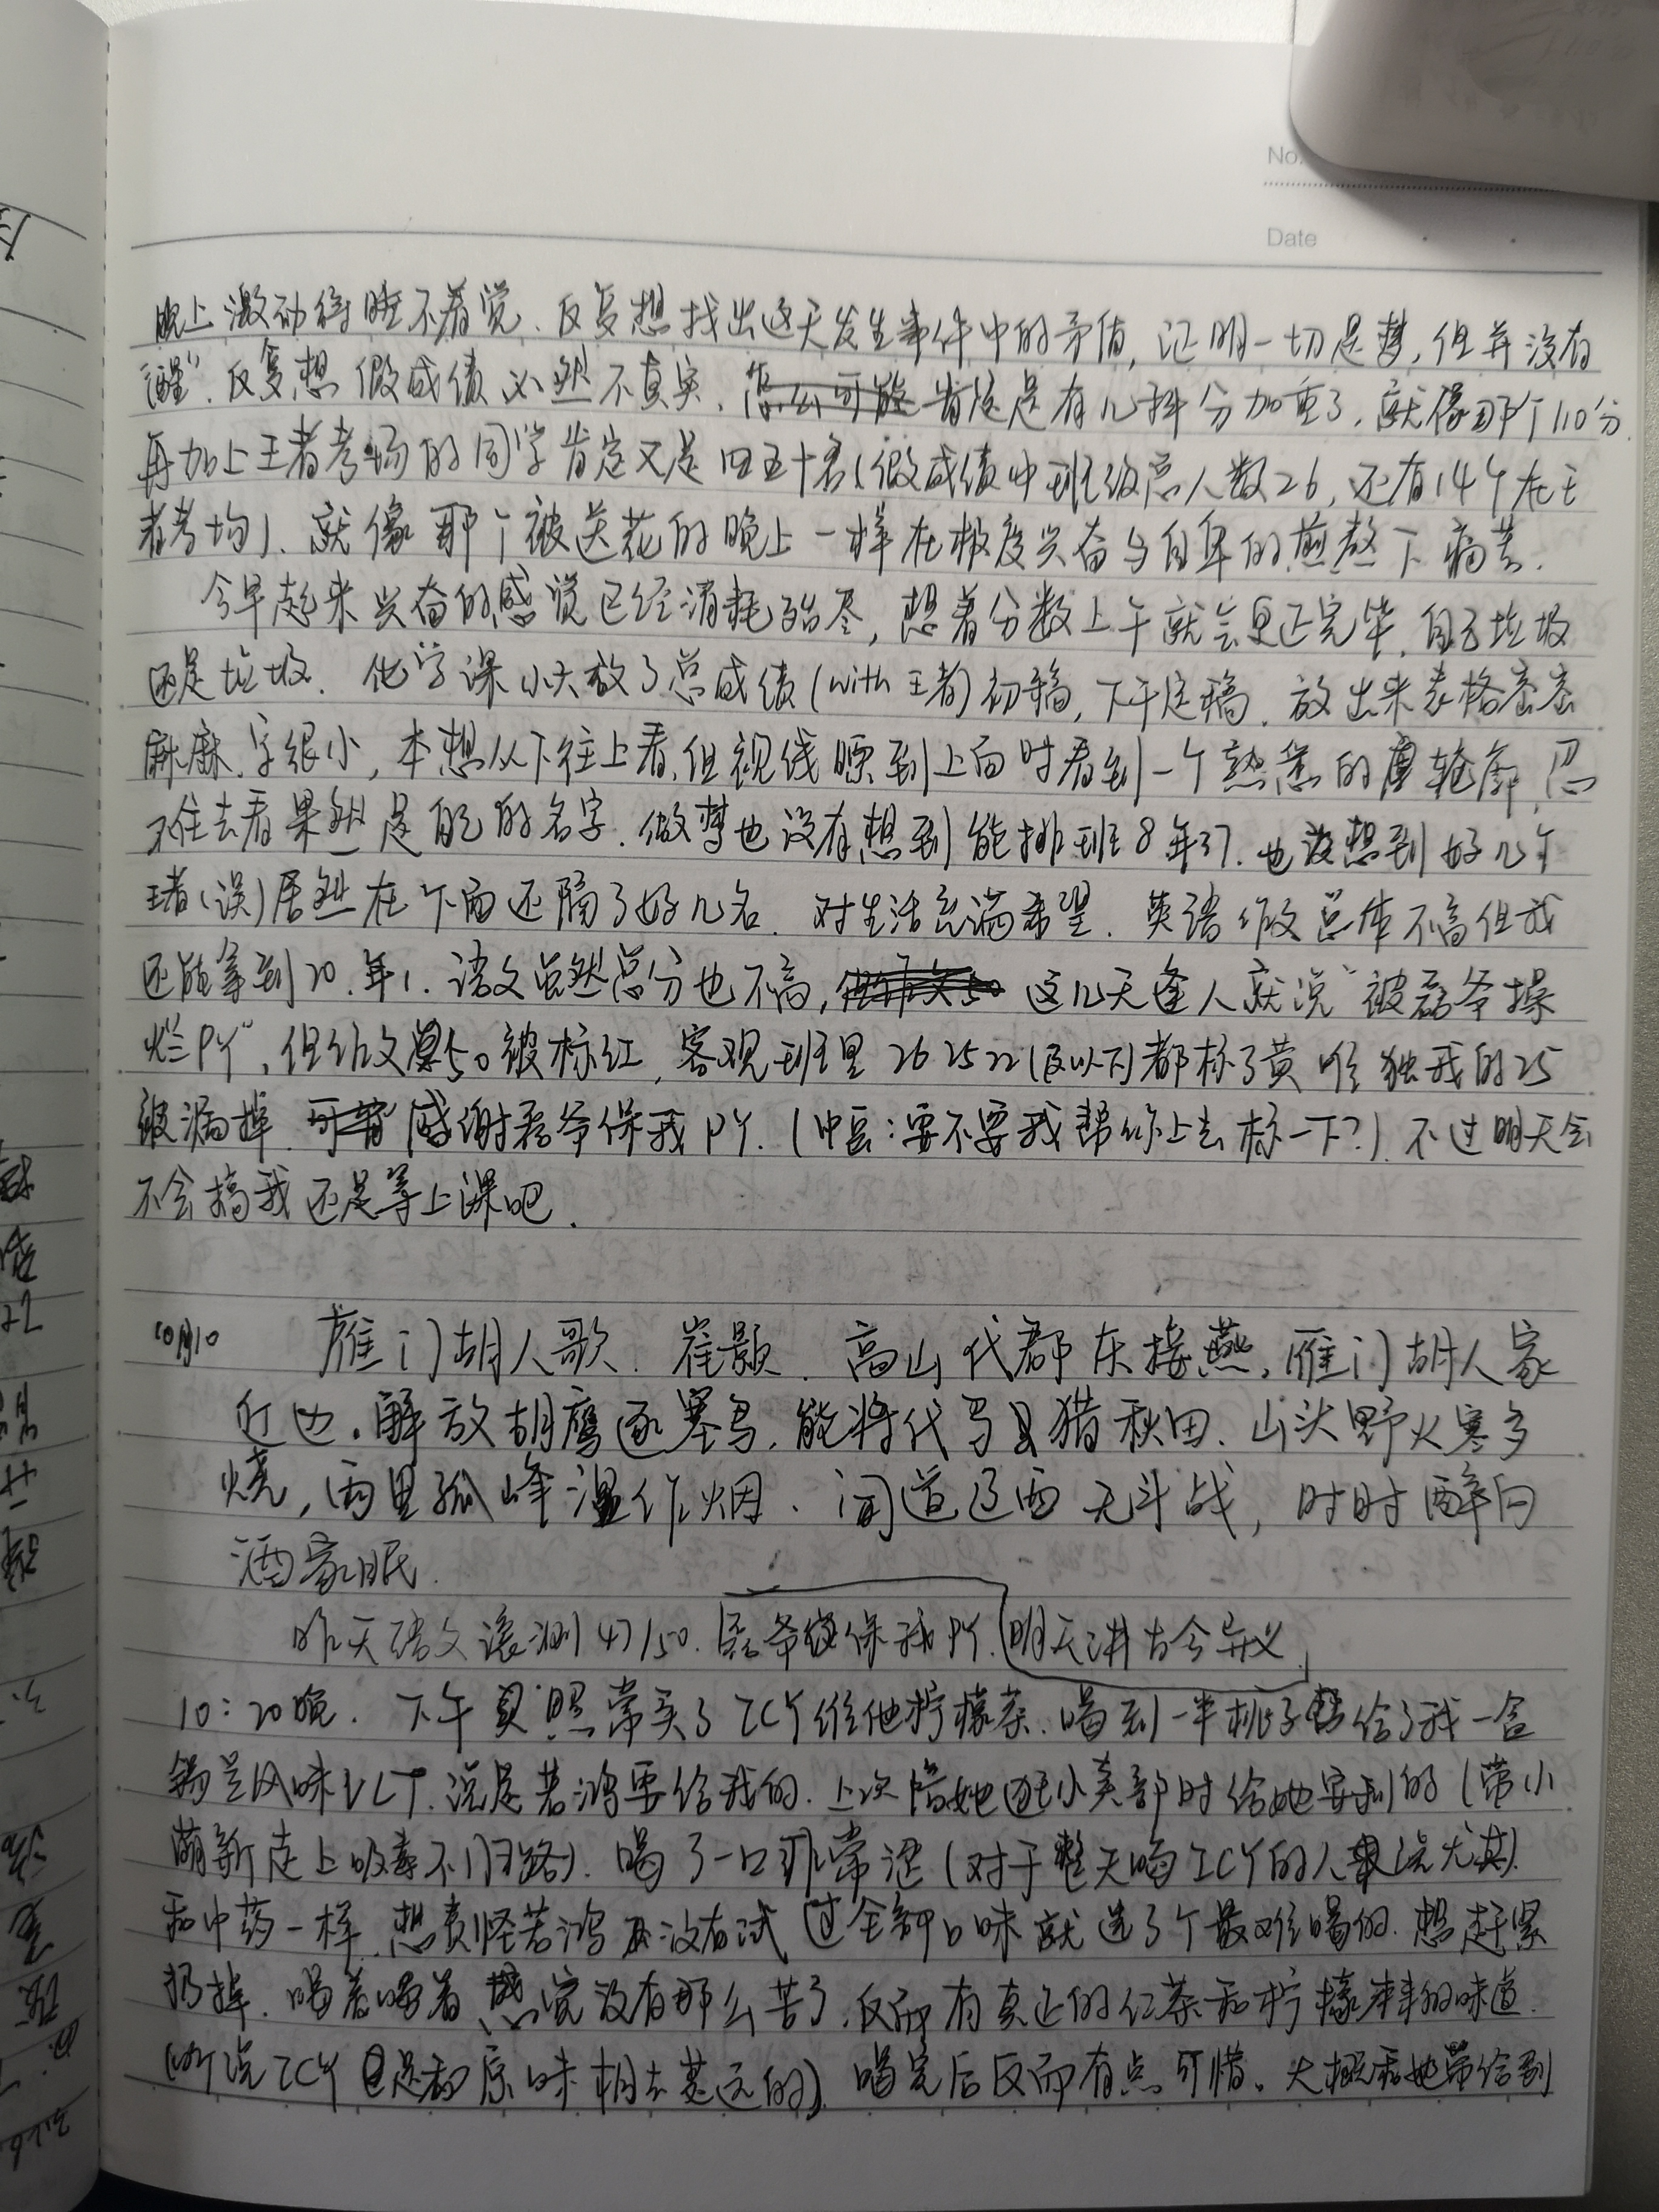 No.
Date
晚上激动得睡不着觉、反复想找出这天发生事件中的矛盾,证明一切是梦,但并没有
“醒”.反复想假成绩必然不真实、肯定是有几科分加重了.就像那个110分.
再加上王者考场的同学肯定又是四五十名(假成绩中班级总人数26,还有14个在王
者考场).就像那个被送花的晚上一样在极度兴奋与自卑的煎熬下痛苦.
今早起来兴奋的感觉已经消耗殆尽,想着分数上午就会更正完毕.自己垃圾
还是垃圾. 化学课小大放了总成绩(with王者)初稿,下午定稿.放出来表格密密
麻麻.字很小,本想从下往上看,但视线瞟到上面时看到一个熟悉的轮廓,忍
不住去看果然是自己的名字.做梦也没有想到能排班8年37.也没想到好几个
王者(误)居然在下面还隔了好几名. 对生活充满希望. 英语作文总体不高但我
还能拿到20.年1.语文虽然总分也不高, 这几天逢人就说“被磊爷操
烂PY”,但作文50被标红,客观班里26 25 22(及以下)都标了黄唯独我的25
被漏掉. 感谢磊爷保我PY.(中豆:要不要我帮你上去标一下?)不过明天会
不会搞我还是等上课吧.
10月10 雁门胡人歌. 崔颢. 高山代郡东接燕,雁门胡人家
近边.解放胡鹰逐塞鸟,能将代马猎秋田.山头野火寒多
烧,雨里孤峰湿作烟.闻道辽西无斗战,时时醉向
酒家眠.
昨天语文滚测47/50.磊爷保我PY.明天讲古今异义
10:20晚. 下午照常买了ZCY维他柠檬茶.喝到一半桃子给了我一盒
锡兰风味VLT.说是若鸿要给我的.上次陪她逛小卖部时给她安利的(带小
萌新走上吸毒不归路).喝了一口非常涩(对于整天喝ZCY的人来说尤其).
和中药一样.想责怪若鸿没有试过全部口味就选了个最难喝的.想赶紧
扔掉.喝着喝着感觉没有那么苦了.反而有真正的红茶和柠檬本来的味道.
(听说ZCY是和原味相去甚远的).喝完后反而有点可惜.大概和她带给到